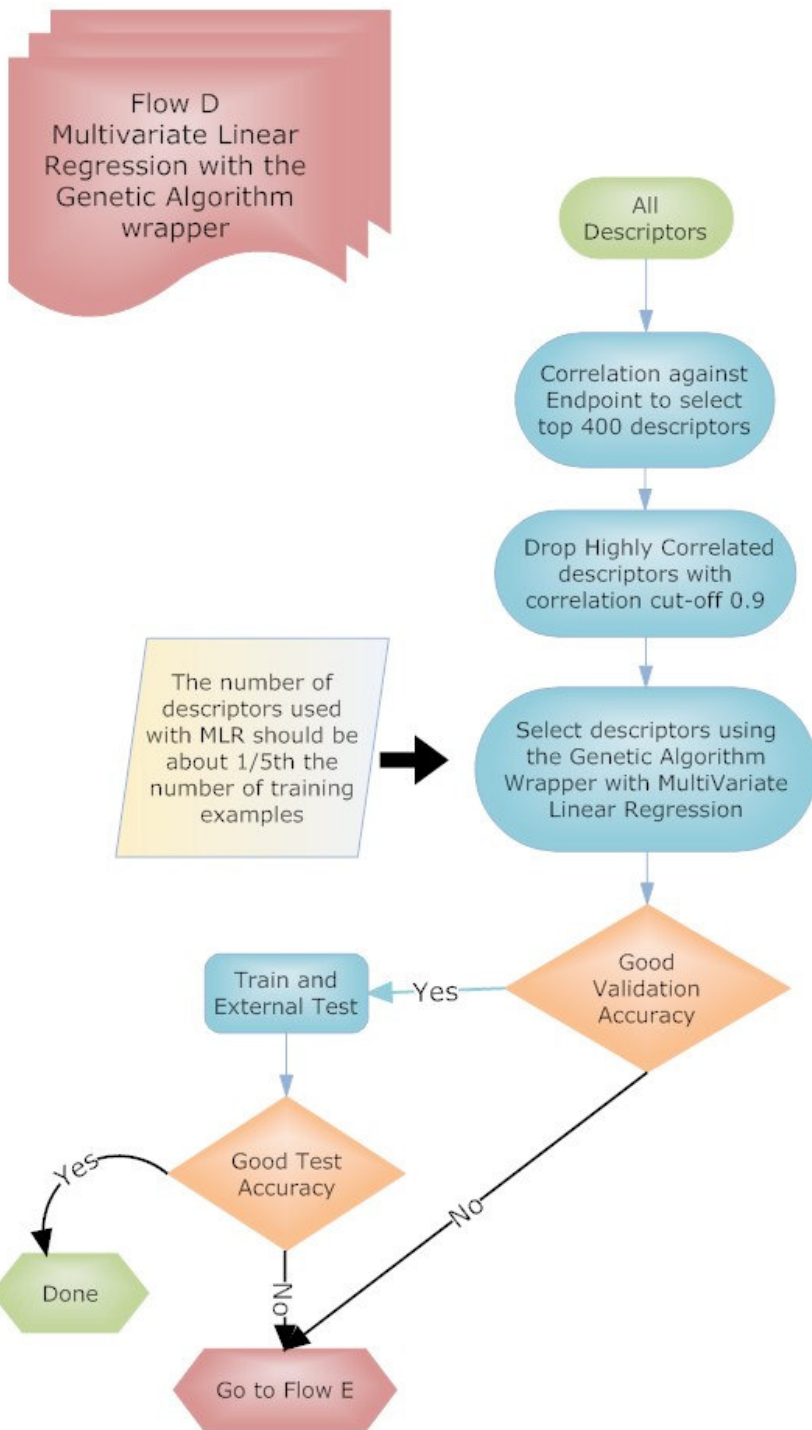 Flow D
Multivariate Linear
Regression with the
Genetic Algorithm
wrapper
All
Descriptors
Correlation against
Endpoint to select
top 400 descriptors
Drop Highly Correlated
descriptors with
correlation cut-off 0.9
The number of
descriptors used
with MLR should be
about 1/5th the
number of training
examples
Select descriptors using
the Genetic Algorithm
Wrapper with MultiVariate
Linear Regression
Good
Validation
Accuracy
Yes
Train and
External Test
No
Good Test
Accuracy
Yes
Done
No
Go to Flow E